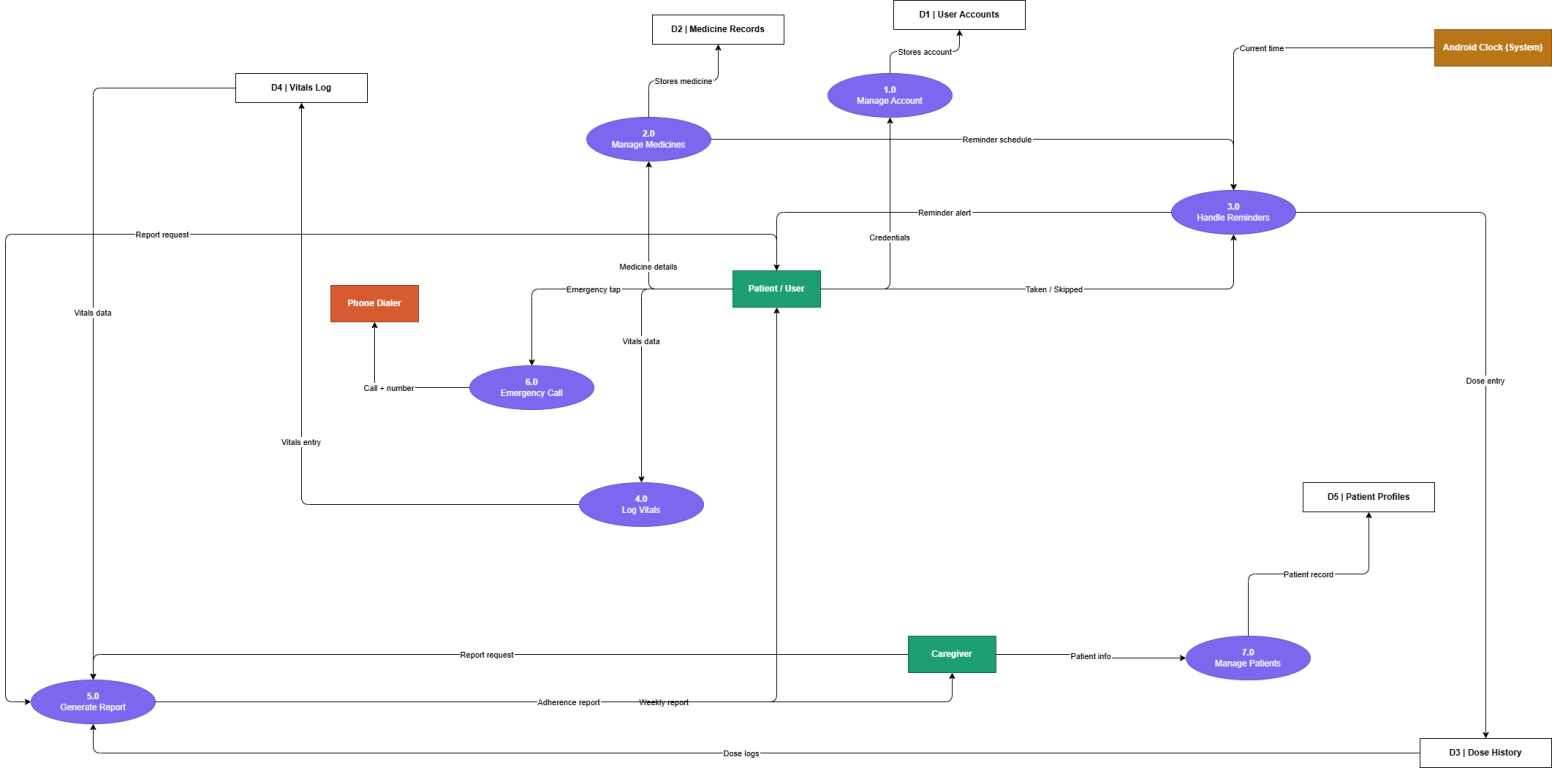 D1 | User Accounts
D2 | Medicine Records
Android Clock (System)
Current time
Stores account
D4 | Vitals Log
Stores medicine
1.0
Manage Account
2.0
Manage Medicines
Reminder schedule
3.0
Handle Reminders
Reminder alert
Report request
Credentials
Medicine details
Emergency tap
Patient / User
Taken / Skipped
Phone Dialer
Vitals data
Vitals data
6.0
Emergency Call
Call + number
Dose entry
Vitals entry
4.0
Log Vitals
D5 | Patient Profiles
Patient record
Report request
Caregiver
Patient info
7.0
Manage Patients
5.0
Generate Report
Adherence report
Weekly report
Dose logs
D3 | Dose History